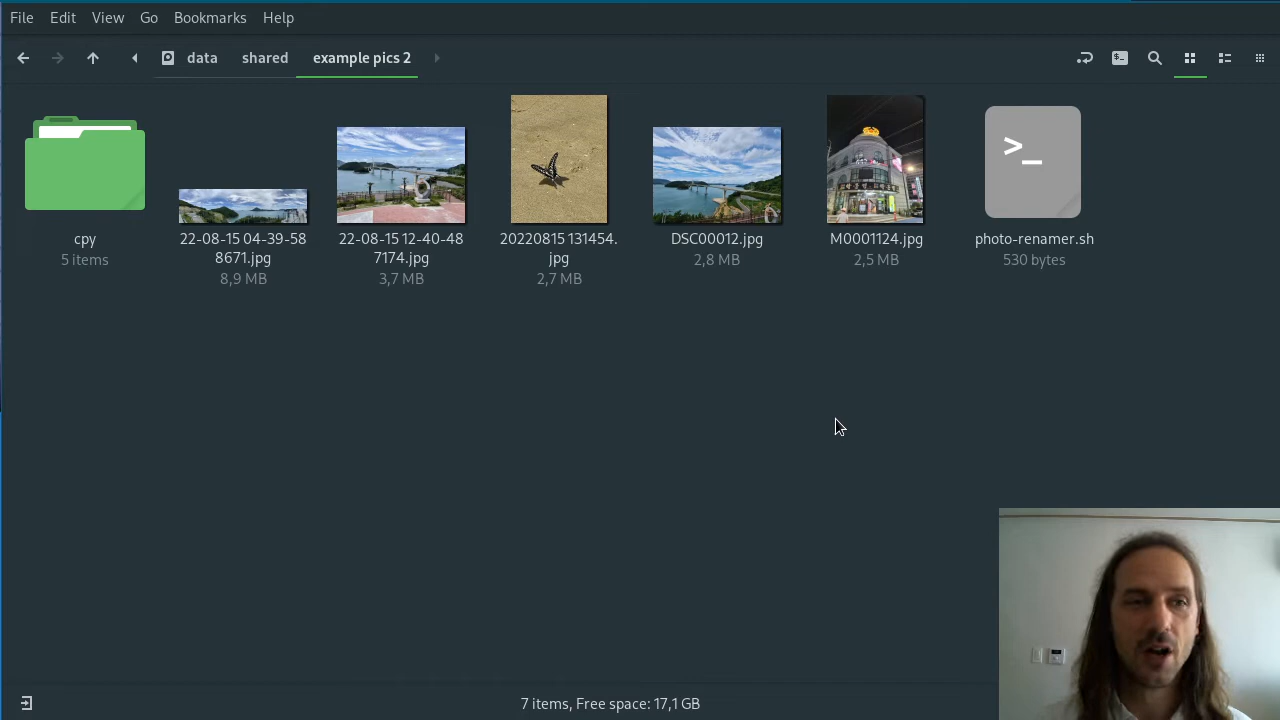 File Edit View Go Bookmarks Help
data shared example pics 2
>_
cpy
5 items
22-08-15 04-39-58
8671.jpg
8,9 MB
22-08-15 12-40-48
7174.jpg
3,7 MB
20220815 131454.
jpg
2,7 MB
DSC00012.jpg
2,8 MB
M0001124.jpg
2,5 MB
photo-renamer.sh
530 bytes
7 items, Free space: 17,1 GB